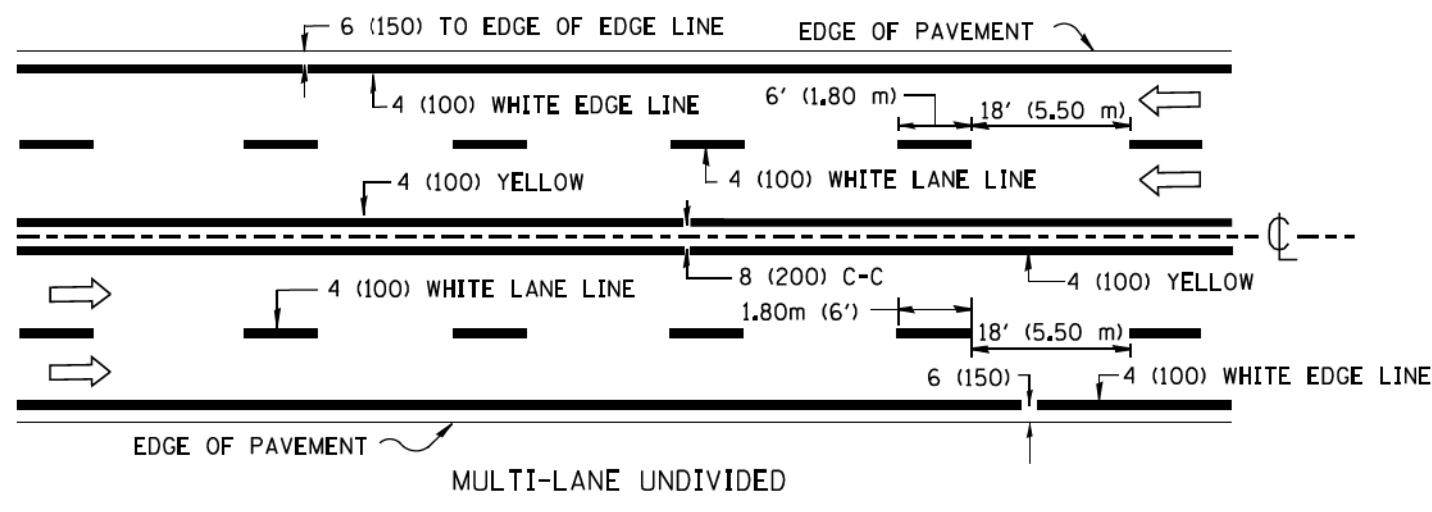 6 (150) TO EDGE OF EDGE LINE
EDGE OF PAVEMENT
4 (100) WHITE EDGE LINE
6' (1.80 m)
18' (5.50 m)
4 (100) YELLOW
4 (100) WHITE LANE LINE
℄
8 (200) C-C
4 (100) YELLOW
4 (100) WHITE LANE LINE
1.80m (6')
18' (5.50 m)
6 (150)
4 (100) WHITE EDGE LINE
EDGE OF PAVEMENT
MULTI-LANE UNDIVIDED